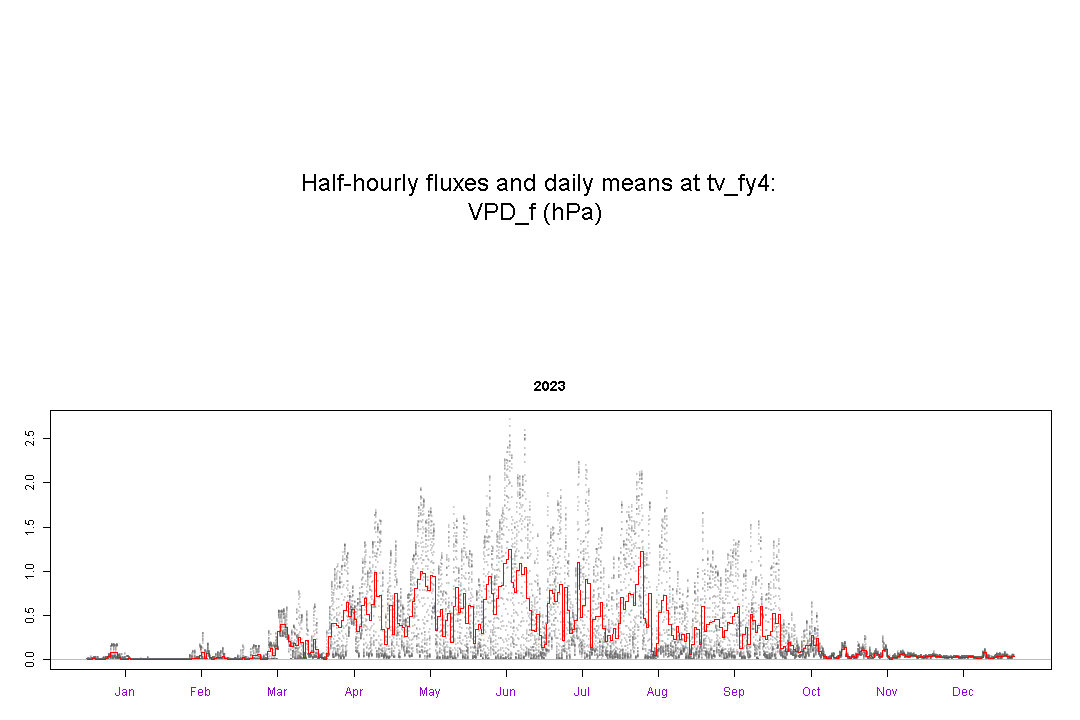 Half-hourly fluxes and daily means at tv_fy4:
VPD_f (hPa)
2023
2.5
2.0
1.5
1.0
0.5
0.0
Jan Feb Mar Apr May Jun Jul Aug Sep Oct Nov Dec